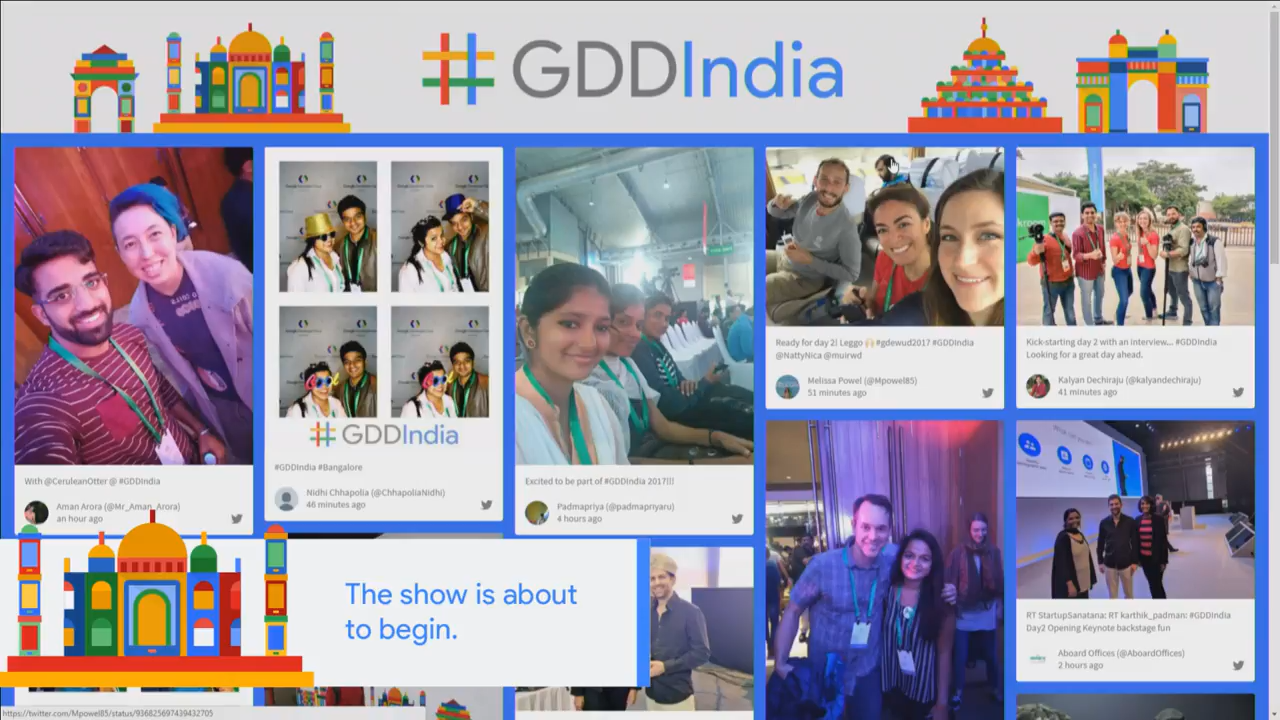 #GDDIndia
With @CeruleanOtter @ #GDDIndia
Aman Arora (@Mr_Aman_Arora)
an hour ago
#GDDIndia
#GDDIndia #Bangalore
Nidhi Chhapolia (@ChhapoliaNidhi)
46 minutes ago
Excited to be part of #GDDIndia 2017!!!
Padmapriya (@padmapriyaru)
4 hours ago
Ready for day 2! Leggo 🙌🏻 #gdewud2017 #GDDIndia
@NattyNica @muirwd
Melissa Powel (@Mpowel85)
51 minutes ago
Kick-starting day 2 with an Interview... #GDDIndia
Looking for a great day ahead.
Kalyan Dechiraju (@kalyandechiraju)
41 minutes ago
RT StartupSanatana: RT karthik_padman: #GDDIndia
Day2 Opening Keynote backstage fun
Aboard Offices (@AboardOffices)
2 hours ago
The show is about
to begin.
https://twitter.com/Mpowel85/status/936825697439432705